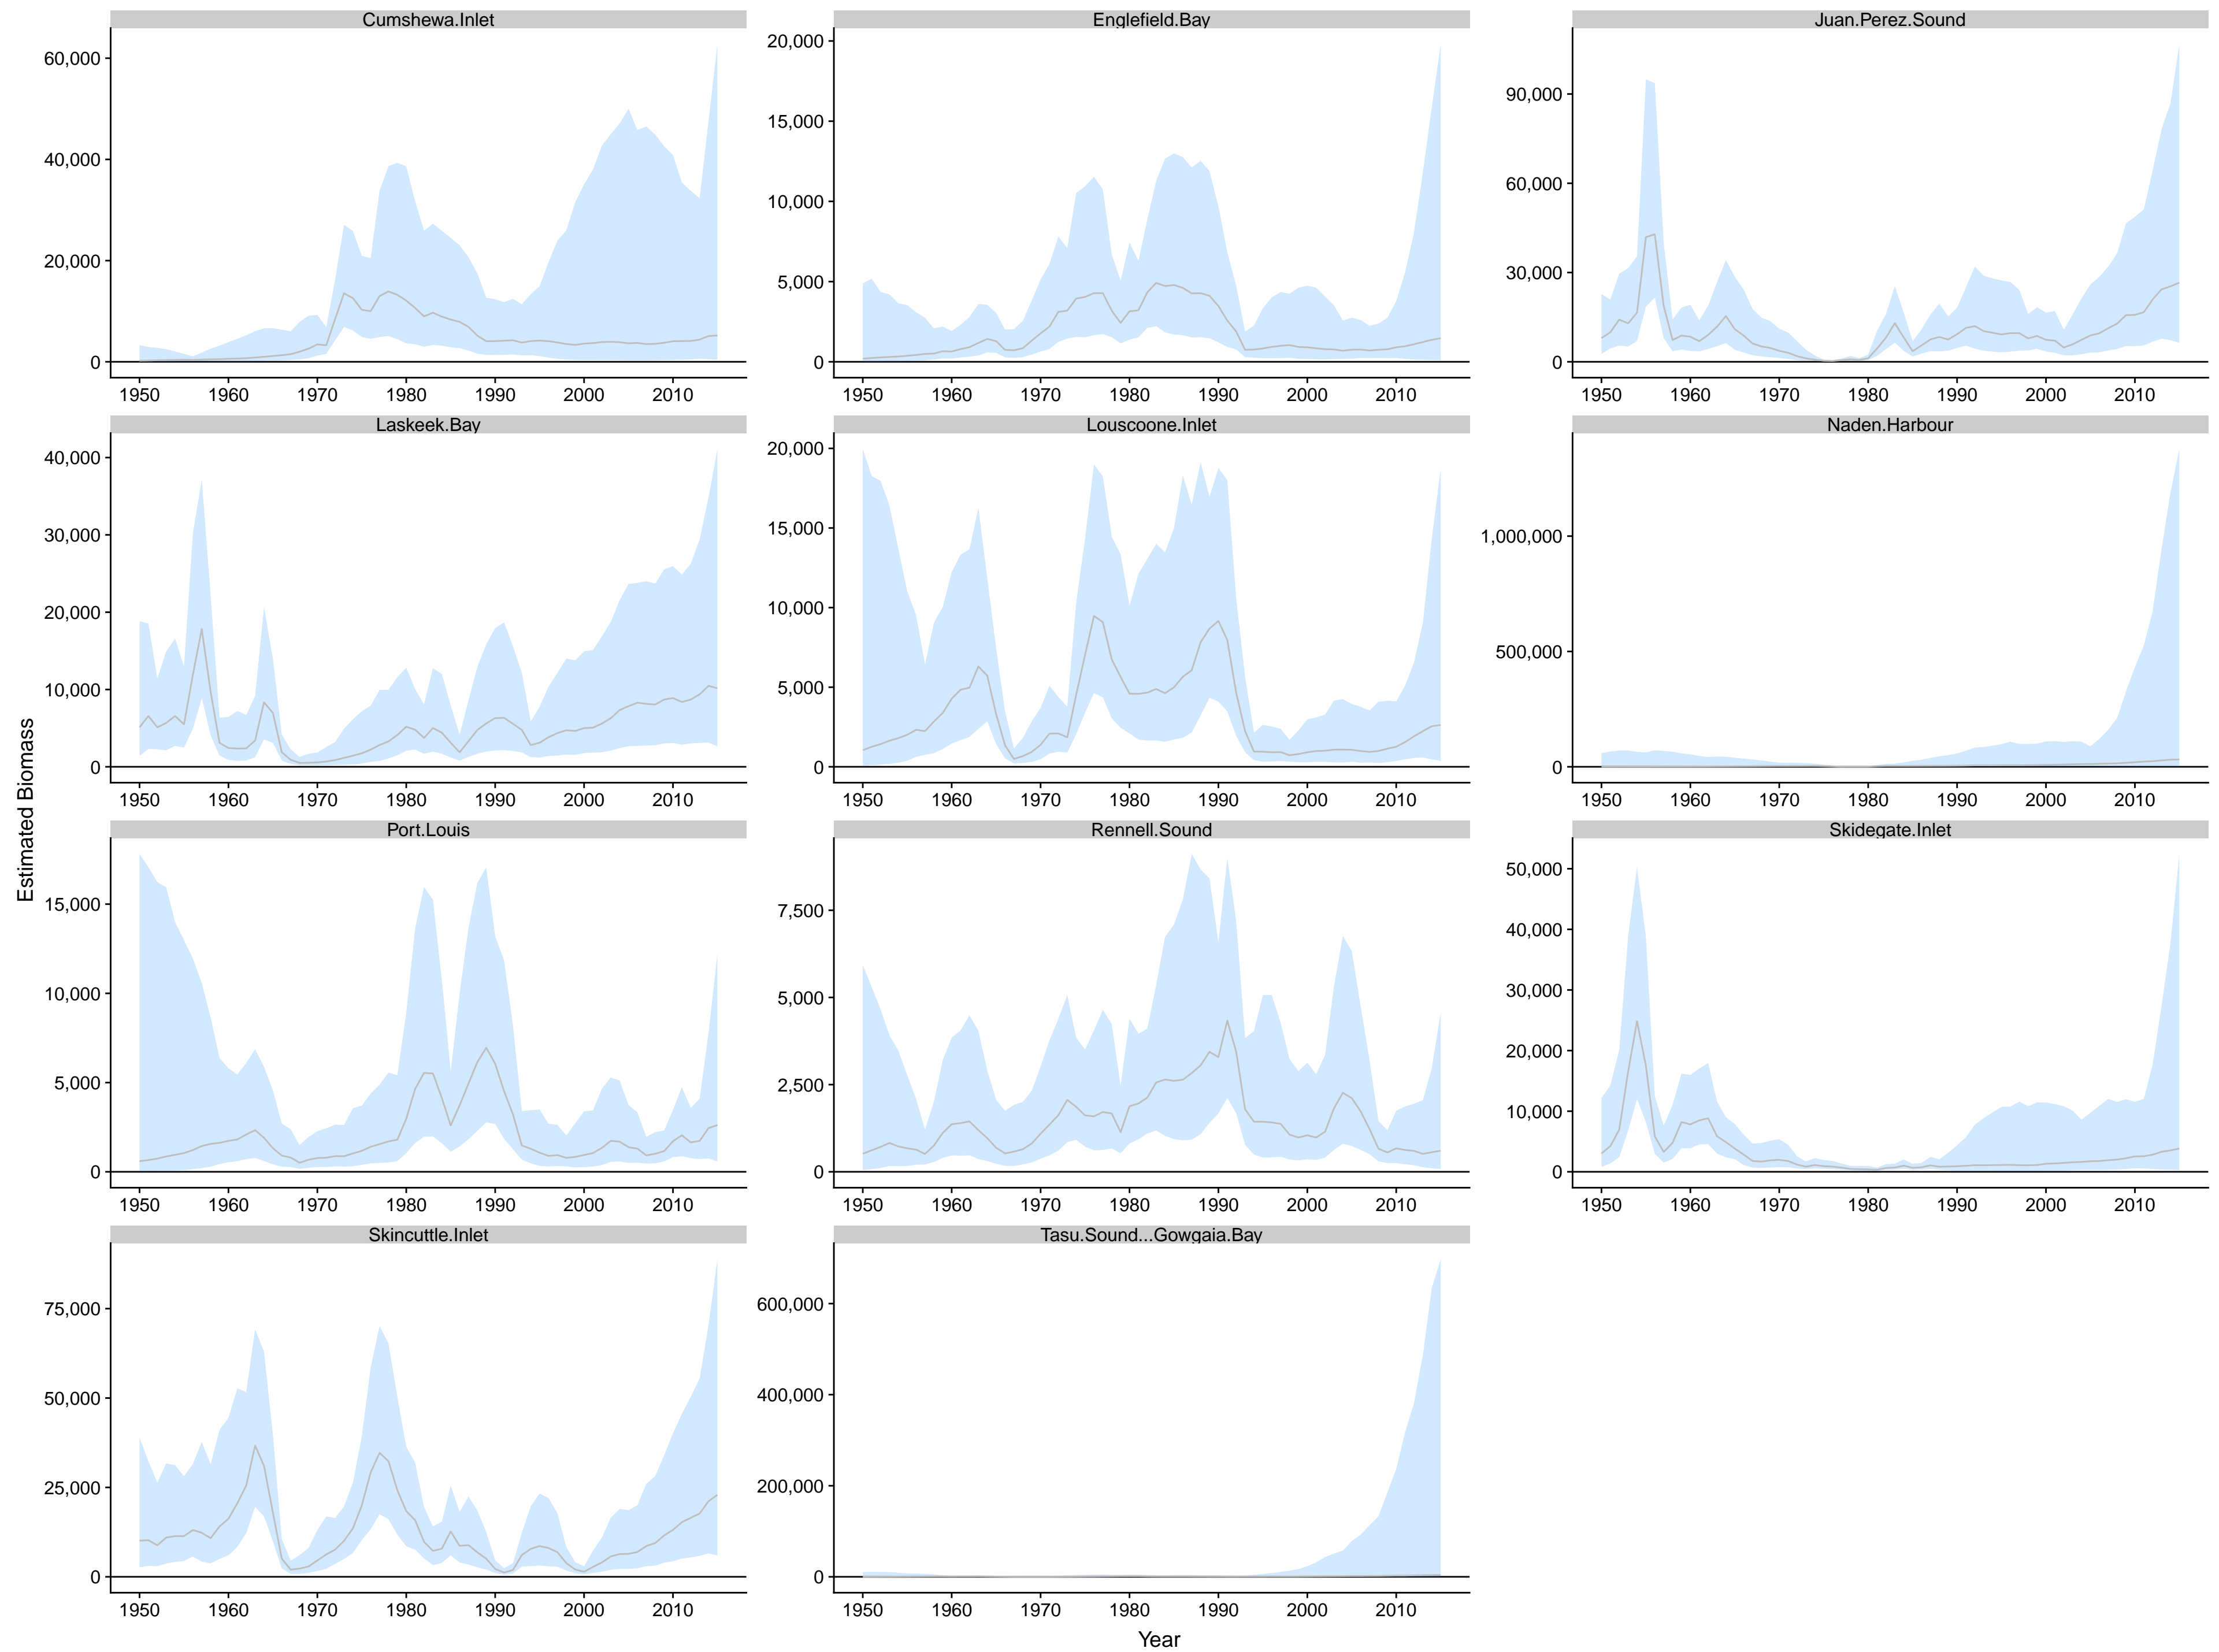 Cumshewa.Inlet Englefield.Bay Juan.Perez.Sound
60,000 40,000 20,000 0
20,000 15,000 10,000 5,000 0
90,000 60,000 30,000 0
1950 1960 1970 1980 1990 2000 2010 1950 1960 1970 1980 1990 2000 2010 1950 1960 1970 1980 1990 2000 2010
Laskeek.Bay Louscoone.Inlet Naden.Harbour
40,000 30,000 20,000 10,000 0
20,000 15,000 10,000 5,000 0
1,000,000 500,000 0
1950 1960 1970 1980 1990 2000 2010 1950 1960 1970 1980 1990 2000 2010 1950 1960 1970 1980 1990 2000 2010
Estimated Biomass
Port.Louis Rennell.Sound Skidegate.Inlet
15,000 10,000 5,000 0
7,500 5,000 2,500 0
50,000 40,000 30,000 20,000 10,000 0
1950 1960 1970 1980 1990 2000 2010 1950 1960 1970 1980 1990 2000 2010 1950 1960 1970 1980 1990 2000 2010
Skincuttle.Inlet Tasu.Sound...Gowgaia.Bay
75,000 50,000 25,000 0
600,000 400,000 200,000 0
1950 1960 1970 1980 1990 2000 2010 1950 1960 1970 1980 1990 2000 2010
Year